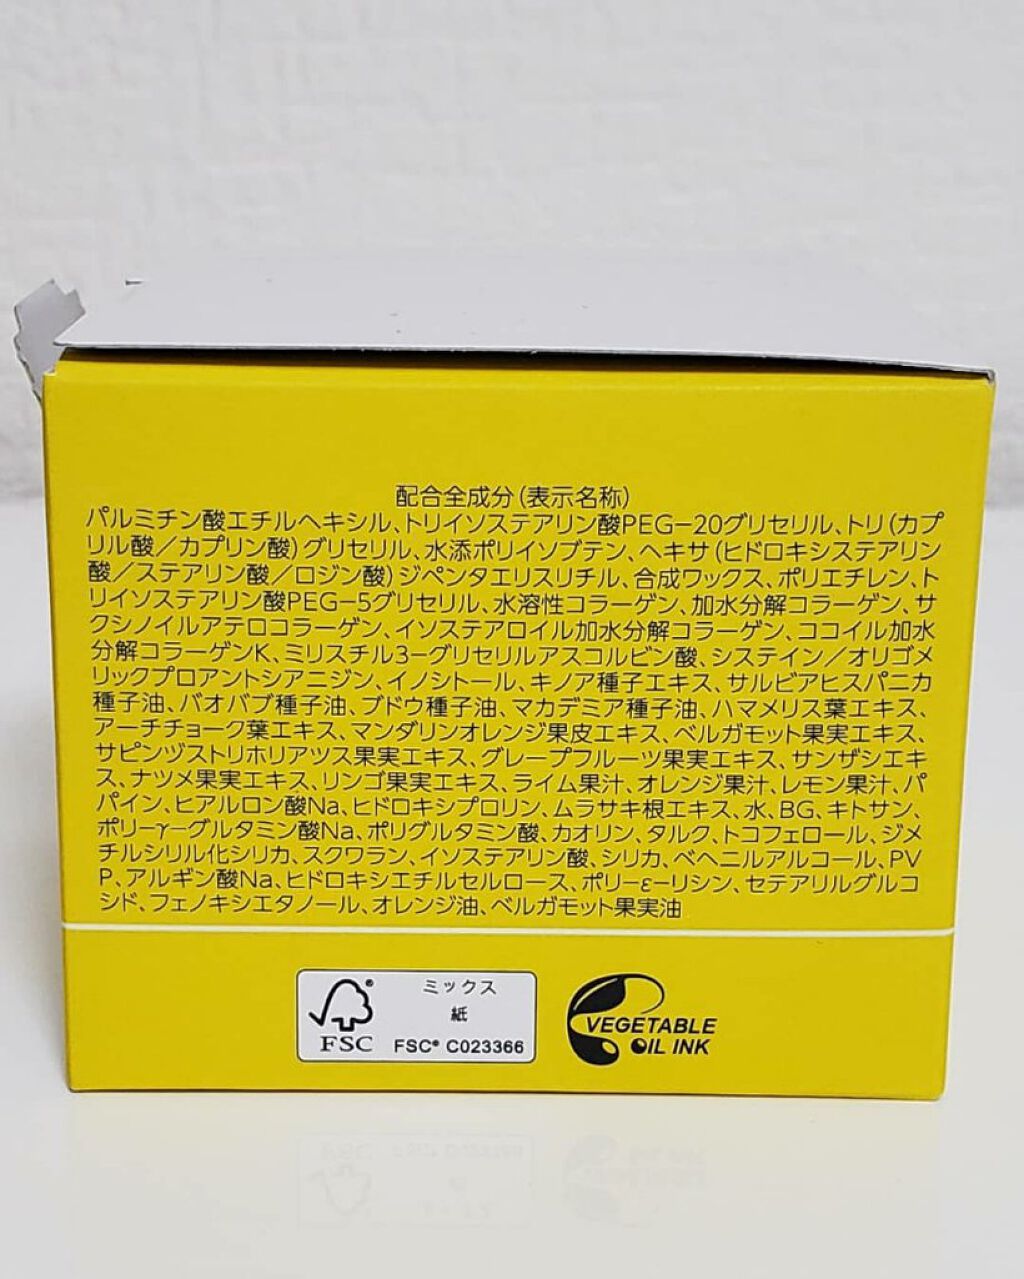 配合全成分(表示名称)
パルミチン酸エチルヘキシル、トリイソステアリン酸PEG-20グリセリル、トリ(カプ
リル酸/カプリン酸)グリセリル、水添ポリイソブテン、ヘキサ(ヒドロキシステアリン
酸/ステアリン酸/ロジン酸)ジペンタエリスリチル、合成ワックス、ポリエチレン、ト
リイソステアリン酸PEG-5グリセリル、水溶性コラーゲン、加水分解コラーゲン、サ
クシノイルアテロコラーゲン、イソステアロイル加水分解コラーゲン、ココイル加水
分解コラーゲンK、ミリスチル3-グリセリルアスコルビン酸、システイン/オリゴメ
リックプロアントシアニジン、イノシトール、キノア種子エキス、サルビアヒスパニカ
種子油、バオバブ種子油、ブドウ種子油、マカデミア種子油、ハマメリス葉エキス、
アーチチョーク葉エキス、マンダリンオレンジ果皮エキス、ベルガモット果実エキス、
サピンヅストリホリアツス果実エキス、グレープフルーツ果実エキス、サンザシエキ
ス、ナツメ果実エキス、リンゴ果実エキス、ライム果汁、オレンジ果汁、レモン果汁、パ
パイン、ヒアルロン酸Na、ヒドロキシプロリン、ムラサキ根エキス、水、BG、キトサン、
ポリ-γ-グルタミン酸Na、ポリグルタミン酸、カオリン、タルク、トコフェロール、ジメ
チルシリル化シリカ、スクワラン、イソステアリン酸、シリカ、ベヘニルアルコール、PV
P、アルギン酸Na、ヒドロキシエチルセルロース、ポリ-ε-リシン、セテアリルグルコ
シド、フェノキシエタノール、オレンジ油、ベルガモット果実油
ミックス
紙
FSC® C023366
FSC
VEGETABLE
OIL INK